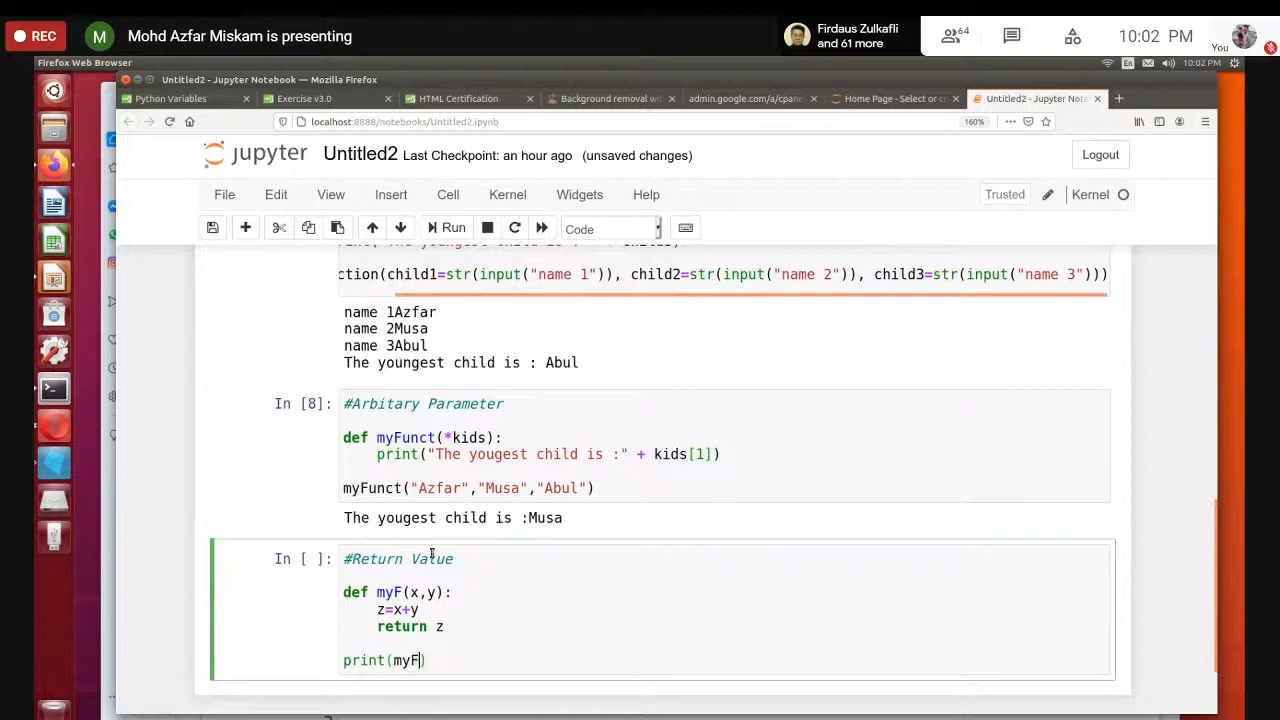 REC
M
Mohd Azfar Miskam is presenting
Firdaus Zulkafli
and 61 more
64
10:02 PM
You
Firefox Web Browser
En
10:02 PM
Untitled2 - Jupyter Notebook — Mozilla Firefox
Python Variables
HTML Certification
Background removal wit
admin.google.com/a/cpane
Home Page - Select or cr
Untitled2 - Jupyter Note
localhost:8888/notebooks/Untitled2.ipynb
160%
jupyter
Untitled2
Last Checkpoint: an hour ago
(unsaved changes)
Logout
File
Edit
View
Insert
Cell
Kernel
Widgets
Help
Trusted
Kernel
Run
Code
ction(child1=str(input("name 1")), child2=str(input("name 2")), child3=str(input("name 3")))
name 1Azfar
name 2Musa
name 3Abul
The youngest child is : Abul
In [8]:
#Arbitary Parameter
def myFunct(*kids):
print("The yougest child is :" + kids[1])
myFunct("Azfar","Musa","Abul")
The yougest child is :Musa
In [ ]:
#Return Value
def myF(x,y):
z=x+y
return z
print(myF)